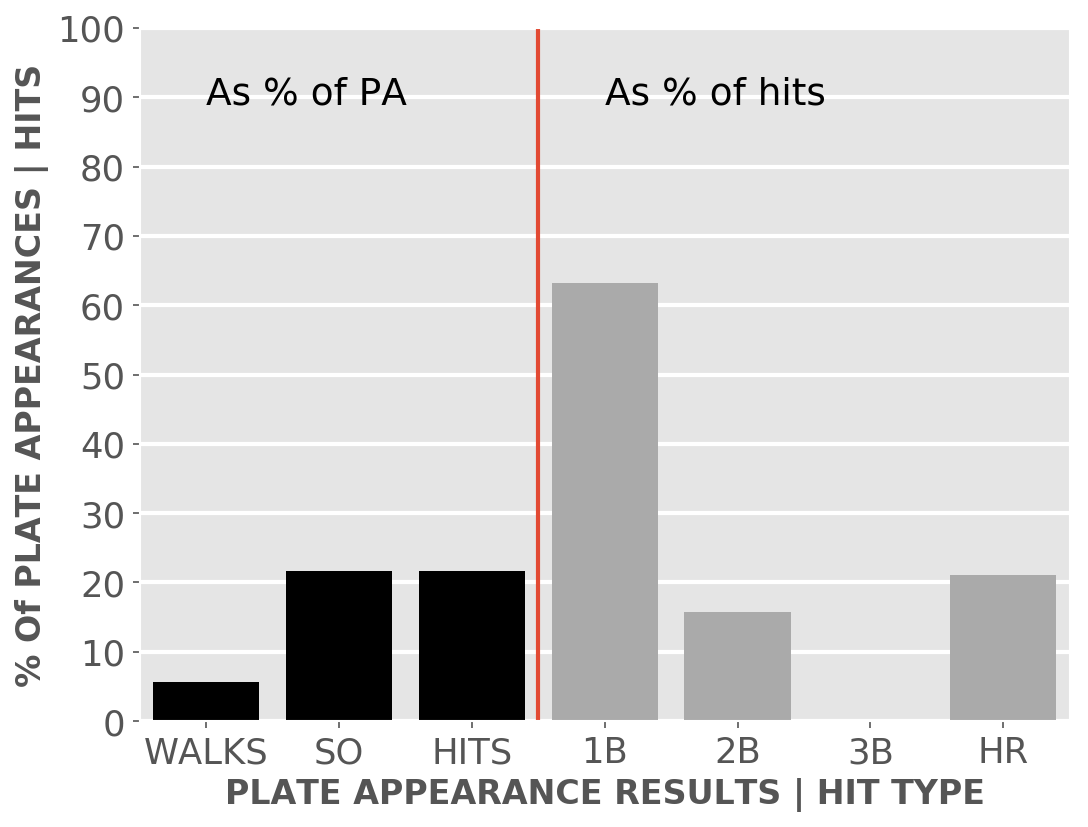 % Of PLATE APPEARANCES | HITS
100
90
80
70
60
50
40
30
20
10
0
As % of PA
As % of hits
WALKS SO HITS 1B 2B 3B HR
PLATE APPEARANCE RESULTS | HIT TYPE